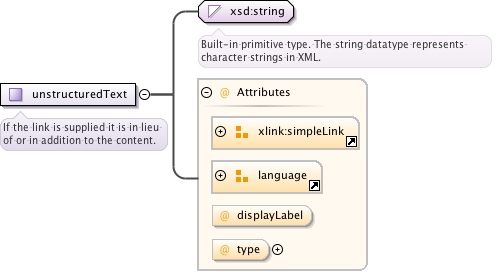 xsd:string
Built-in primitive type. The string datatype represents
character strings in XML.
unstructuredText
If the link is supplied it is in lieu
of or in addition to the content.
@ Attributes
xlink:simpleLink
language
@ displayLabel
@ type